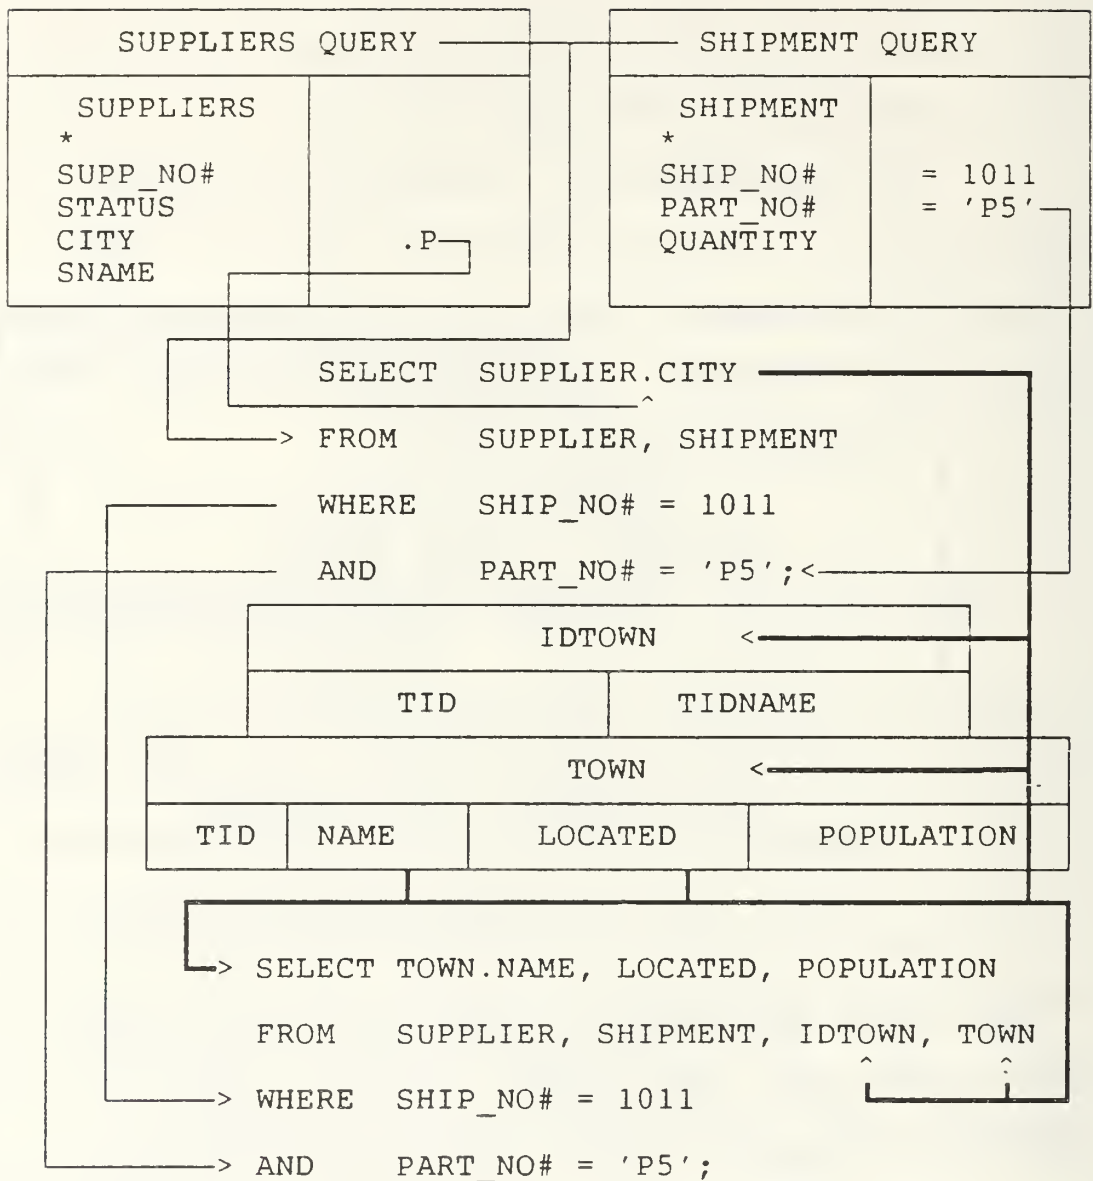 SUPPLIERS QUERY
SUPPLIERS
*
SUPP_NO#
STATUS
CITY .P
SNAME
SHIPMENT QUERY
SHIPMENT
*
SHIP_NO# = 1011
PART_NO# = 'P5'
QUANTITY
SELECT SUPPLIER.CITY
^
> FROM SUPPLIER, SHIPMENT
WHERE SHIP_NO# = 1011
AND PART_NO# = 'P5';<
IDTOWN <
TID TIDNAME
TOWN <
TID NAME LOCATED POPULATION
> SELECT TOWN.NAME, LOCATED, POPULATION
FROM SUPPLIER, SHIPMENT, IDTOWN, TOWN
^ ^
> WHERE SHIP_NO# = 1011
> AND PART_NO# = 'P5';